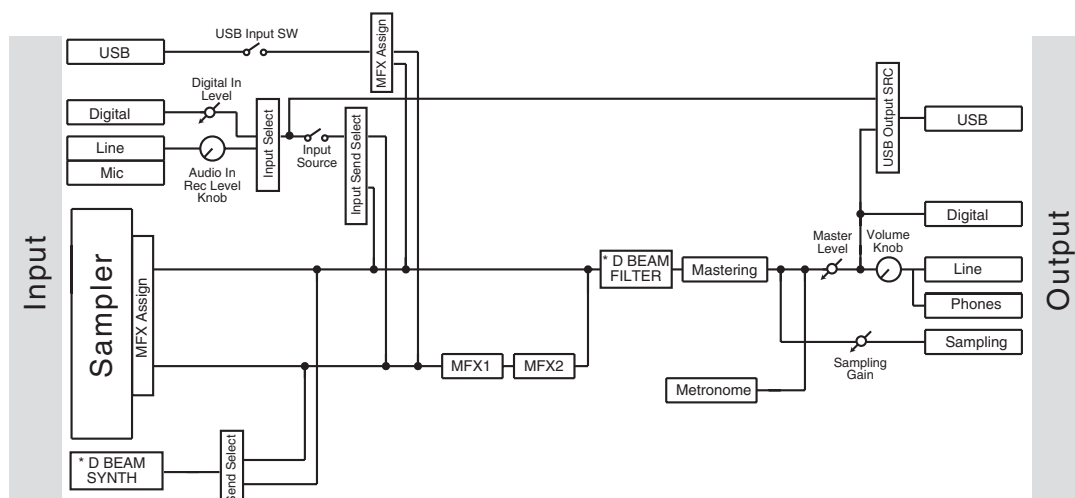 Input
USB
USB Input SW
MFX Assign
Digital
Digital In
Level
Line
Mic
Audio In
Rec Level
Knob
Input Select
Input
Source
Input Send Select
USB Output SRC
USB
Digital
Sampler
MFX Assign
* D BEAM
FILTER
Mastering
Master
Level
Volume
Knob
Line
Phones
MFX1
MFX2
Sampling
Gain
Sampling
Metronome
* D BEAM
SYNTH
Send Select
Output